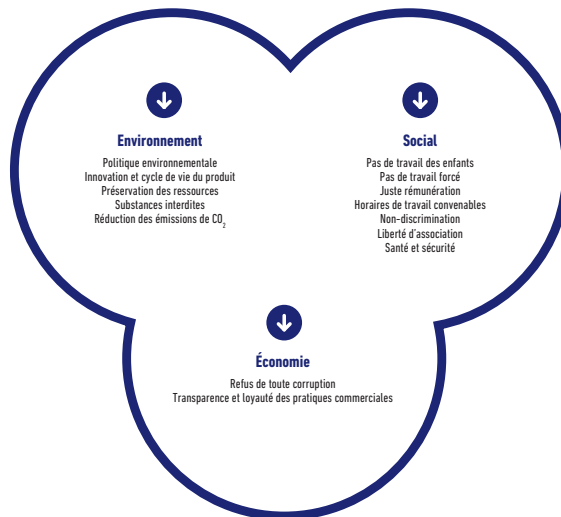 Environnement
Politique environnementale
Innovation et cycle de vie du produit
Préservation des ressources
Substances interdites
Réduction des émissions de CO₂
Social
Pas de travail des enfants
Pas de travail forcé
Juste rémunération
Horaires de travail convenables
Non-discrimination
Liberté d'association
Santé et sécurité
Économie
Refus de toute corruption
Transparence et loyauté des pratiques commerciales